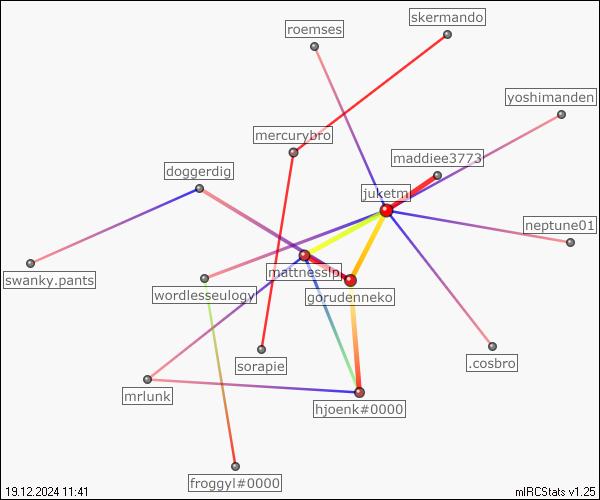 skermando
roemses
yoshimanden
mercurybro
maddiee3773
doggerdig
juketm
neptune01
mattnesslp
swanky.pants
wordlesseulogy
gorudenneko
sorapie
.cosbro
mrlunk
hjoenk#0000
froggyl#0000
19.12.2024 11:41
mIRCStats v1.25